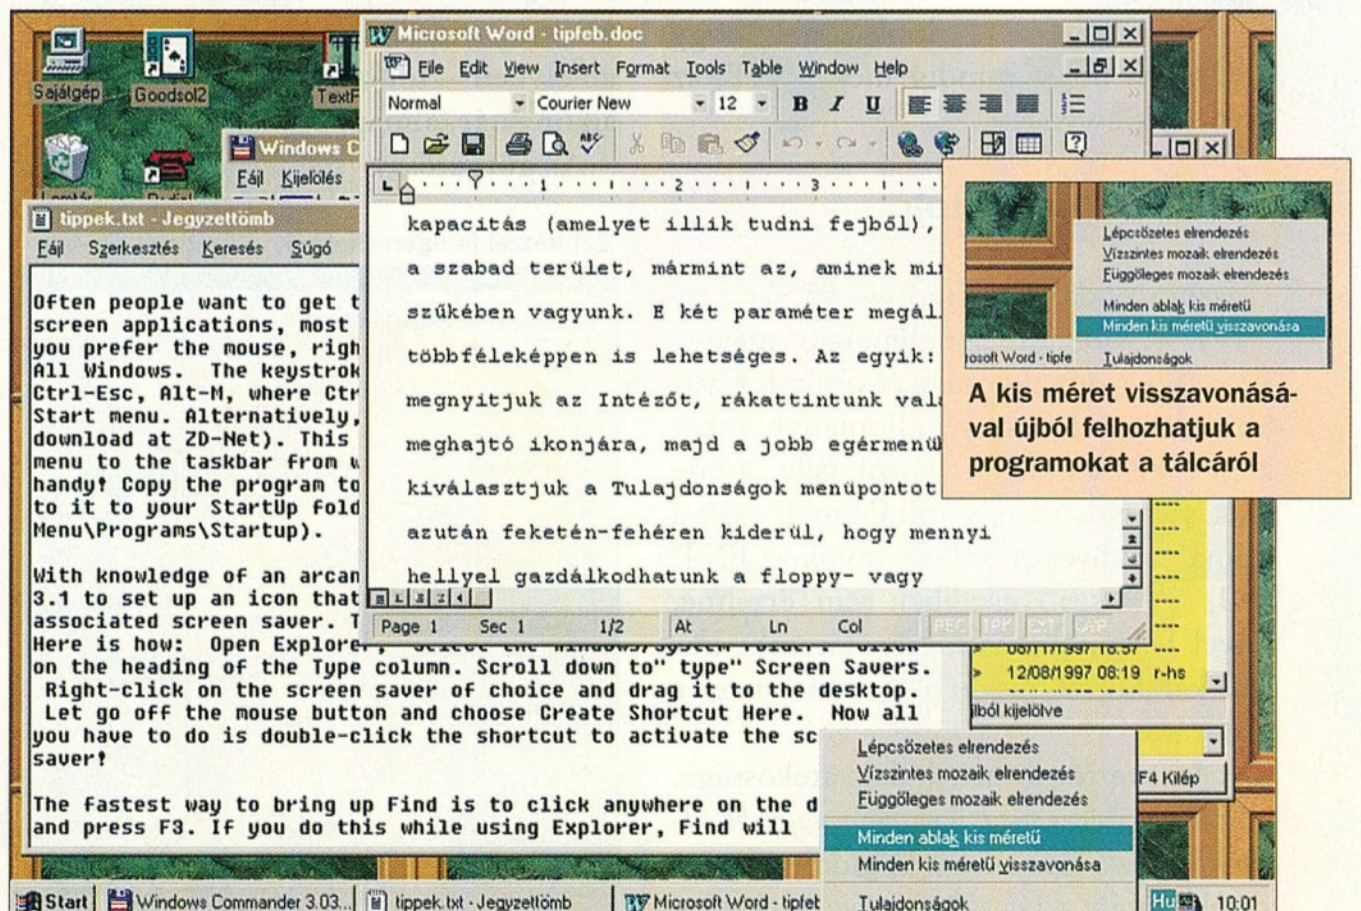 Sajátgép
Goodsol2
Windows C
Fájl Kijelölés
tippek.txt - Jegyzettömb
Fájl Szerkesztés Keresés Súgó
Often people want to get t
screen applications, most
you prefer the mouse, righ
All Windows. The keystrok
Ctrl-Esc, Alt-M, where Ctr
Start menu. Alternatively,
download at ZD-Net). This
menu to the taskbar from w
handy! Copy the program to
to it to your StartUp Fold
Menu\Programs\Startup).
With knowledge of an arcan
3.1 to set up an icon that
associated screen saver. T
Here is how: Open Explorer, select the windows/system folder. Click
on the heading of the Type column. Scroll down to" type" Screen Savers.
Right-click on the screen saver of choice and drag it to the desktop.
Let go off the mouse button and choose Create Shortcut Here. Now all
you have to do is double-click the shortcut to activate the sc
saver!
The fastest way to bring up Find is to click anywhere on the d
and press F3. If you do this while using Explorer, Find will
Microsoft Word - tipfeb.doc
File Edit View Insert Format Tools Table Window Help
Normal Courier New 12 B I U
1 2 3
kapacitás (amelyet illik tudni fejből),
a szabad terület, mármint az, aminek mi
szűkében vagyunk. E két paraméter megál
többféleképpen is lehetséges. Az egyik:
megnyitjuk az Intézőt, rákattintunk val
meghajtó ikonjára, majd a jobb egérmenü
kiválasztjuk a Tulajdonságok menüpontot
azután feketén-fehéren kiderül, hogy mennyi
hellyel gazdálkodhatunk a floppy- vagy
Page 1 Sec 1 1/2 At Ln Col REC TRK EXT OVR
Lépcsőzetes elrendezés
Vízszintes mozaik elrendezés
Függőleges mozaik elrendezés
Minden ablak kis méretű
Minden kis méretű visszavonása
Tulajdonságok
rosoft Word - tipfe
A kis méret visszavonásá-
val újból felhozhatjuk a
programokat a tálcáról
12/08/1997 08:19 r-hs
ból kijelölve
F4 Kilép
Lépcsőzetes elrendezés
Vízszintes mozaik elrendezés
Függőleges mozaik elrendezés
Minden ablak kis méretű
Minden kis méretű visszavonása
Tulajdonságok
Start Windows Commander 3.03... tippek.txt - Jegyzettömb Microsoft Word - tipfeb Hu 10:01